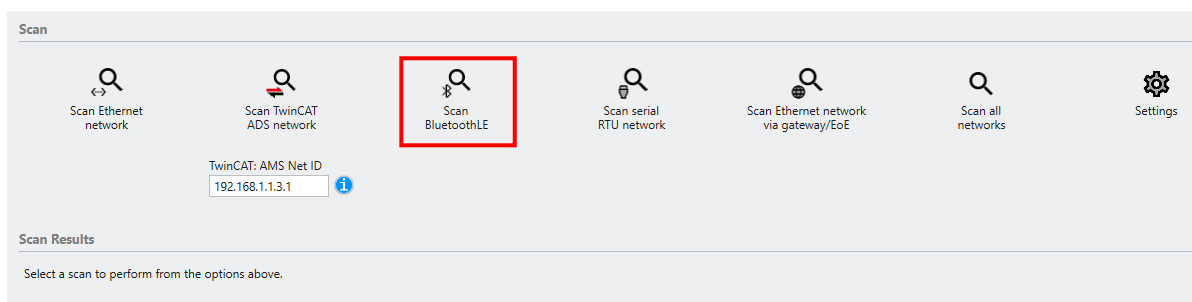 Scan
Scan Ethernet
network
Scan TwinCAT
ADS network
Scan
BluetoothLE
Scan serial
RTU network
Scan Ethernet network
via gateway/EoE
Scan all
networks
Settings
TwinCAT: AMS Net ID
192.168.1.1.3.1
Scan Results
Select a scan to perform from the options above.